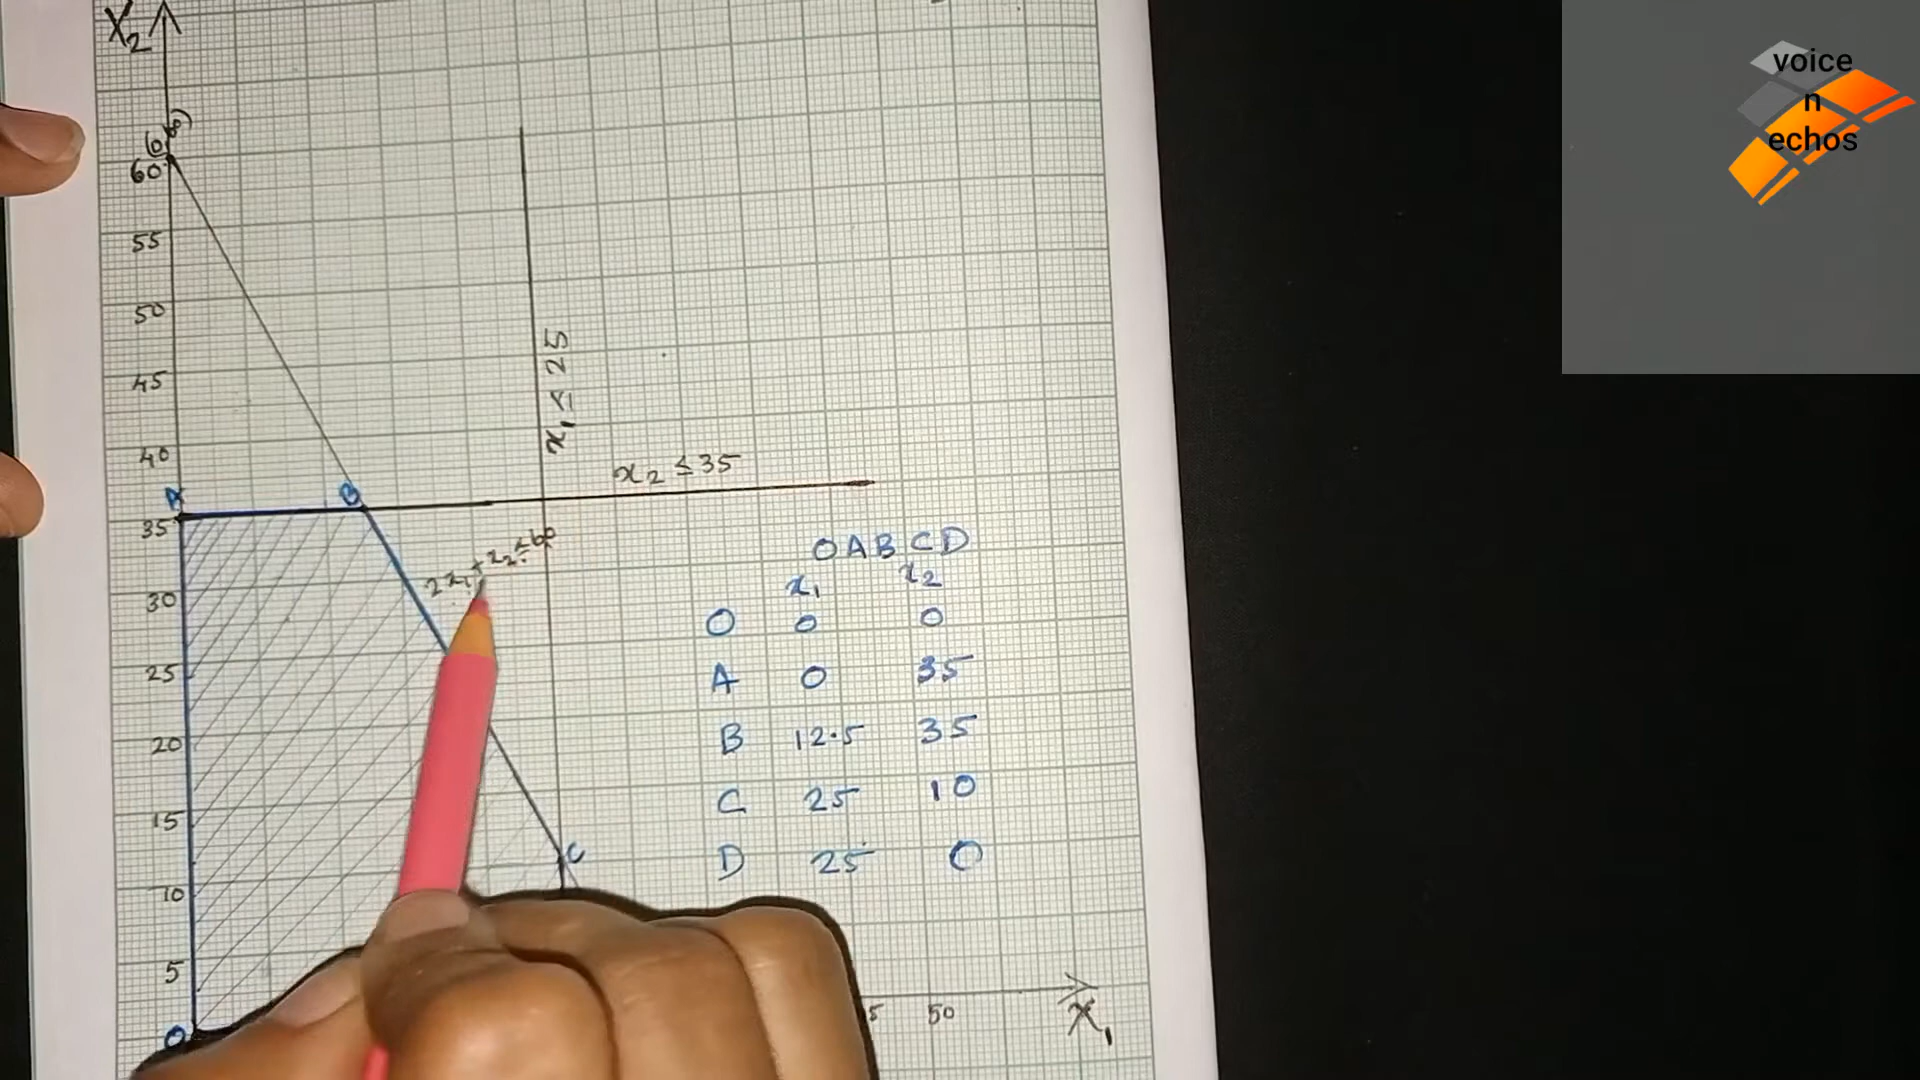 X2
voice
n
echos
(0,60)
60
55
50
45
40
35
30
25
20
15
10
5
O
A
B
C
x1 ≤ 25
x2 ≤ 35
2x1 + x2 ≤ 60
OABCD
x1 x2
O 0 0
A 0 35
B 12.5 35
C 25 10
D 25 0
5 50
X1